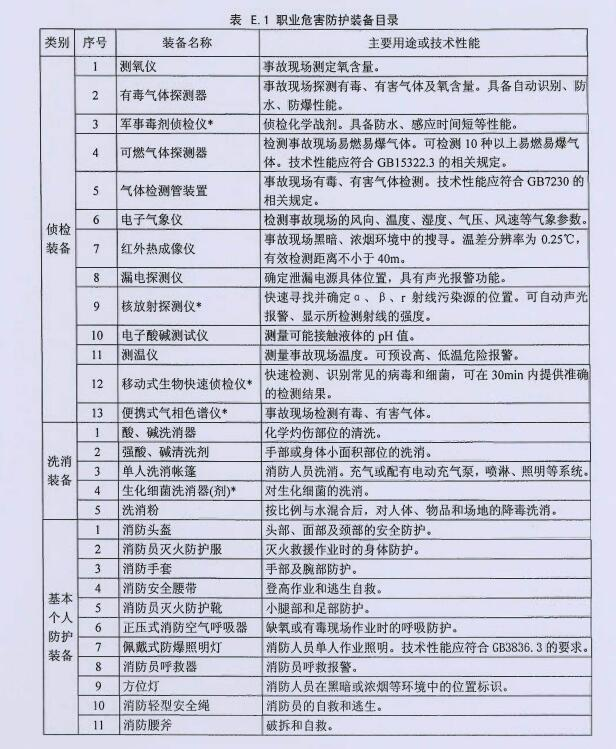 表 E.1 职业危害防护装备目录
类别 序号 装备名称 主要用途或技术性能
侦检
装备
1 测氧仪 事故现场测定氧含量。
2 有毒气体探测器 事故现场探测有毒、有害气体及氧含量。具备自动识别、防
水、防爆性能。
3 军事毒剂侦检仪* 侦检化学战剂。具备防水、感应时间短等性能。
4 可燃气体探测器 检测事故现场易燃易爆气体。可检测 10 种以上易燃易爆气
体。技术性能应符合 GB15322.3 的相关规定。
5 气体检测管装置 事故现场有毒、有害气体检测。技术性能应符合 GB7230 的
相关规定。
6 电子气象仪 检测事故现场的风向、温度、湿度、气压、风速等气象参数。
7 红外热成像仪 事故现场黑暗、浓烟环境中的搜寻。温差分辨率为 0.25℃,
有效检测距离不小于 40m。
8 漏电探测仪 确定泄漏电源具体位置，具有声光报警功能。
9 核放射探测仪* 快速寻找并确定 α、β、r 射线污染源的位置。可自动声光
报警、显示所检测射线的强度。
10 电子酸碱测试仪 测量可能接触液体的 pH 值。
11 测温仪 测量事故现场温度。可预设高、低温危险报警。
12 移动式生物快速侦检仪* 快速检测、识别常见的病毒和细菌，可在 30min 内提供准确
的检测结果。
13 便携式气相色谱仪* 事故现场检测有毒、有害气体。
洗消
装备
1 酸、碱洗消器 化学灼伤部位的清洗。
2 强酸、碱清洗剂 手部或身体小面积部位的洗消。
3 单人洗消帐篷 消防人员洗消。充气或配有电动充气泵，喷淋、照明等系统。
4 生化细菌洗消器(剂)* 对生化细菌的洗消。
5 洗消粉 按比例与水混合后，对人体、物品和场地的降毒洗消。
基本
个人
防护
装备
1 消防头盔 头部、面部及颈部的安全防护。
2 消防员灭火防护服 灭火救援作业时的身体防护。
3 消防手套 手部及腕部防护。
4 消防安全腰带 登高作业和逃生自救。
5 消防员灭火防护靴 小腿部和足部防护。
6 正压式消防空气呼吸器 缺氧或有毒现场作业时的呼吸防护。
7 佩戴式防爆照明灯 消防人员单人作业照明。技术性能应符合 GB3836.3 的要求。
8 消防员呼救器 消防员呼救报警。
9 方位灯 消防人员在黑暗或浓烟等环境中的位置标识。
10 消防轻型安全绳 消防员的自救和逃生。
11 消防腰斧 破拆和自救。